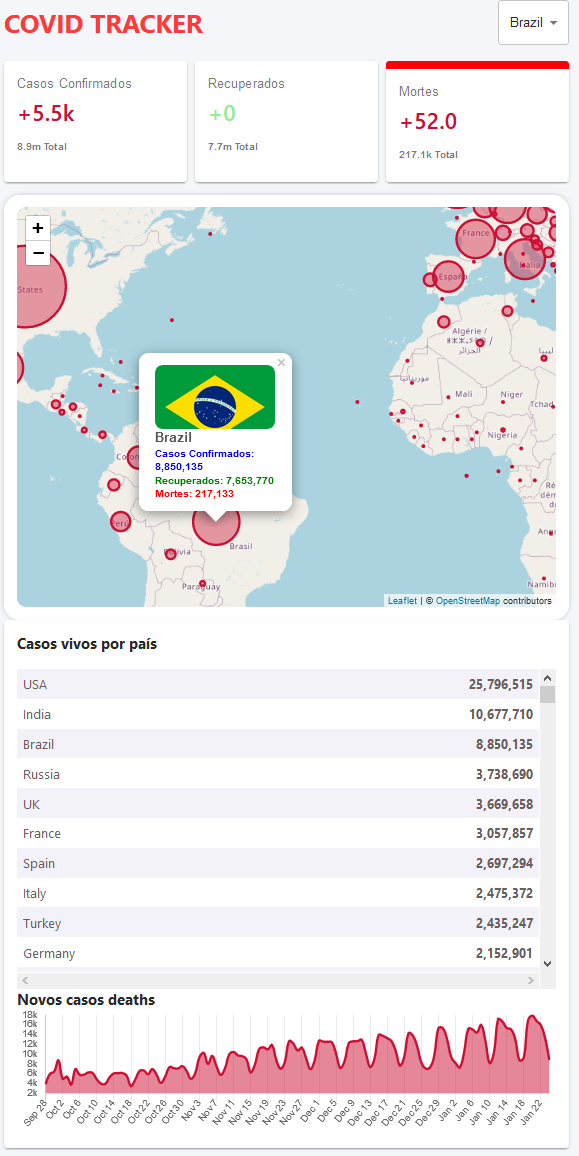 COVID TRACKER
Brazil
Casos Confirmados
+5.5k
8.9m Total
Recuperados
+0
7.7m Total
Mortes
+52.0
217.1k Total
+
−
States
France
España
Italia
Algérie /
Mali
Niger
Tchad
Nigeria
Brazil
Casos Confirmados:
8,850,135
Recuperados: 7,653,770
Mortes: 217,133
×
Colom
Perú
Brasil
Bolivia
Paraguay
Ré
dém
du
Ang
Namibi
Leaflet | © OpenStreetMap contributors
Casos vivos por país
USA 25,796,515
India 10,677,710
Brazil 8,850,135
Russia 3,738,690
UK 3,669,658
France 3,057,857
Spain 2,697,294
Italy 2,475,372
Turkey 2,435,247
Germany 2,152,901
Novos casos deaths
18k
16k
14k
12k
10k
8k
6k
4k
2k
Sep 28 Oct 2 Oct 6 Oct 10 Oct 14 Oct 18 Oct 22 Oct 26 Oct 30 Nov 3 Nov 7 Nov 11 Nov 15 Nov 19 Nov 23 Nov 27 Dec 1 Dec 5 Dec 9 Dec 13 Dec 17 Dec 21 Dec 25 Dec 29 Jan 2 Jan 6 Jan 10 Jan 14 Jan 18 Jan 22